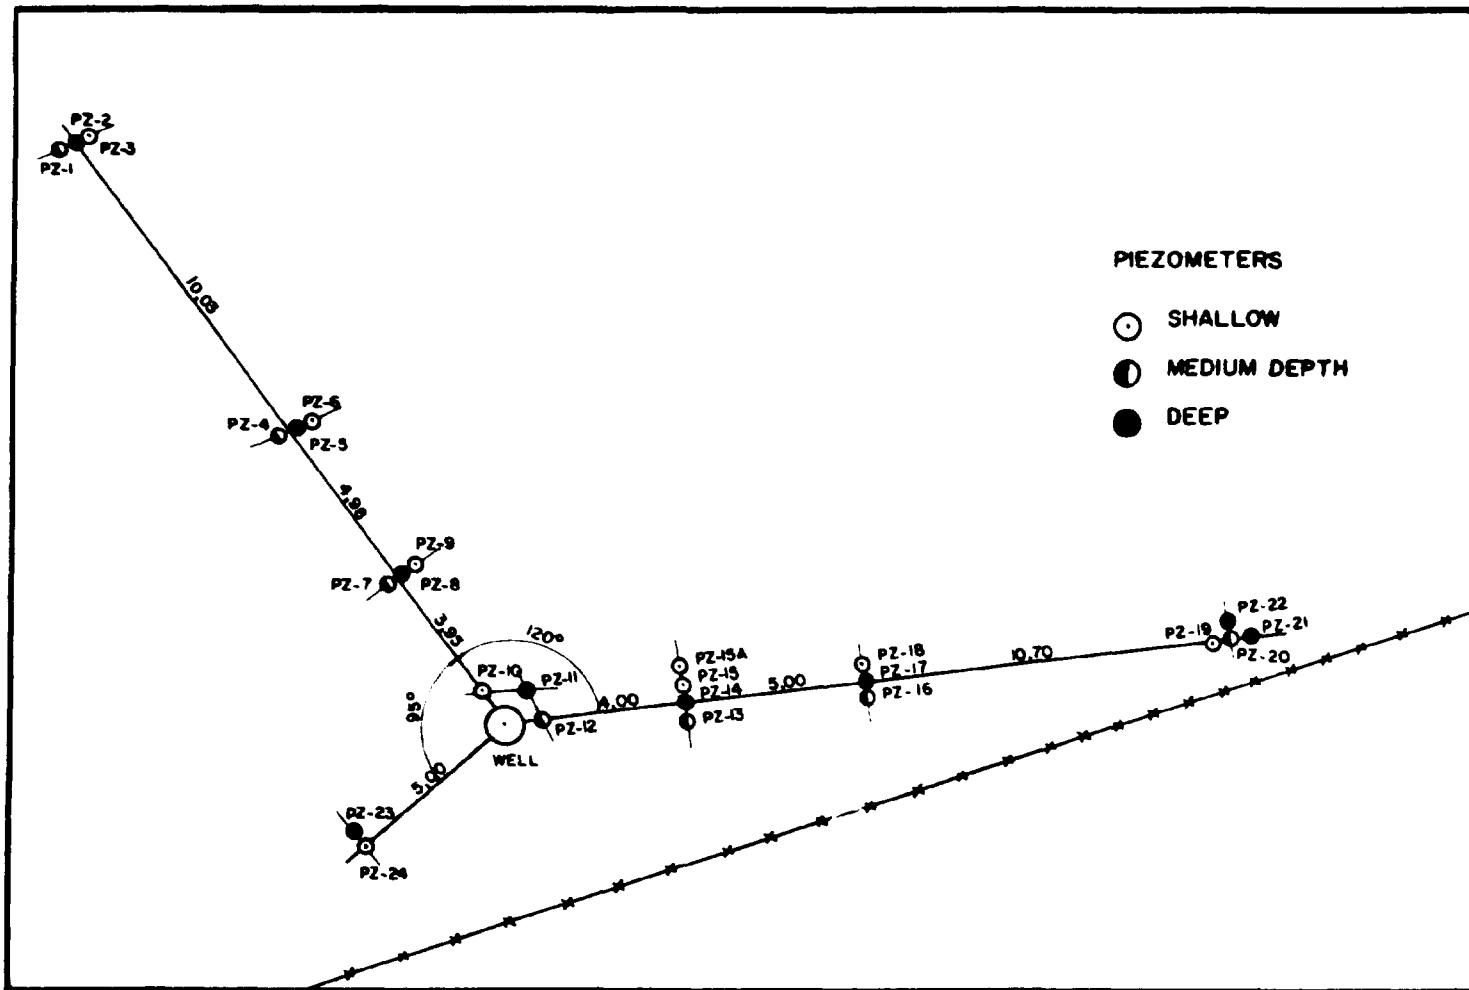 PZ-2
PZ-3
PZ-1
10,05
PIEZOMETERS
SHALLOW
MEDIUM DEPTH
DEEP
PZ-6
PZ-4
PZ-5
4,98
PZ-9
PZ-7
PZ-8
3,95
120°
PZ-10
PZ-11
95°
PZ-12
WELL
4,00
PZ-15A
PZ-15
PZ-14
PZ-13
5,00
PZ-18
PZ-17
PZ-16
10,70
PZ-22
PZ-19
PZ-21
PZ-20
5,00
PZ-23
PZ-24